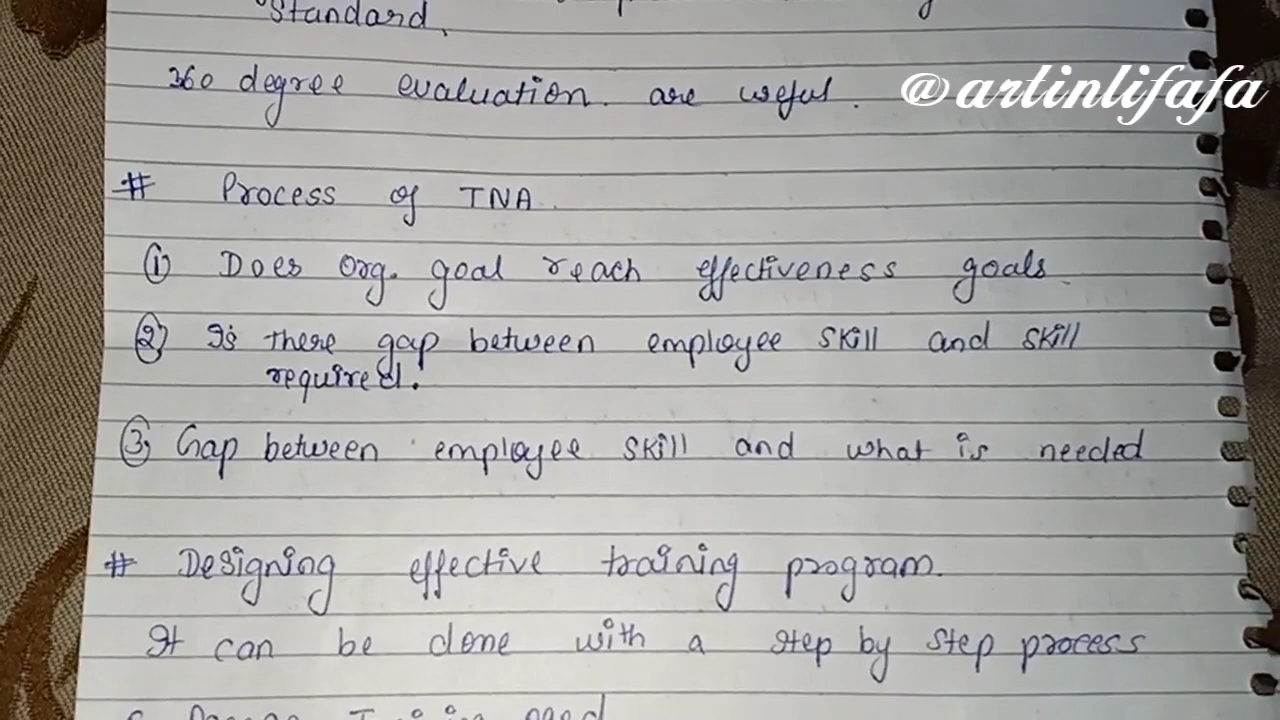 Standard.
360 degree evaluation. are useful.
@artinlifafa
# Process of TNA.
① Does Org. goal reach effectiveness goals.
② Is there gap between employee skill and skill
required.
③ Gap between employee skill and what is needed
# Designing effective training program.
It can be done with a step by step process